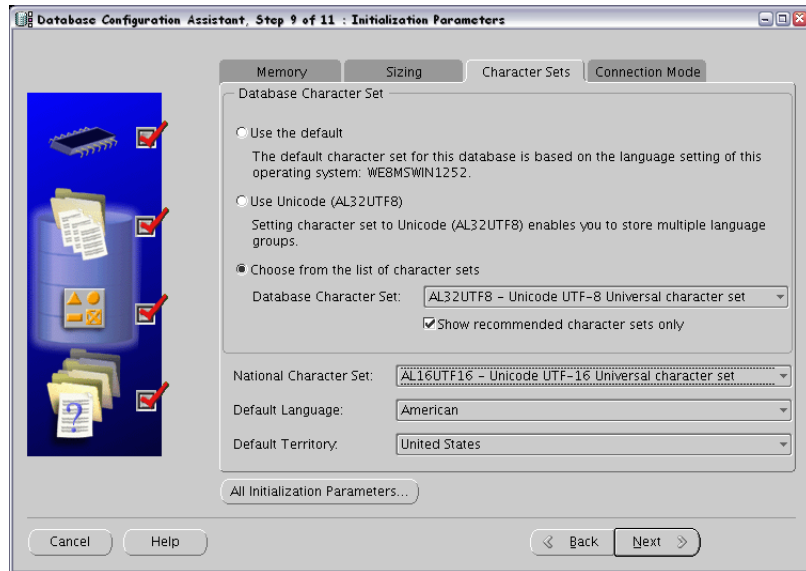 Database Configuration Assistant, Step 9 of 11 : Initialization Parameters
Memory
Sizing
Character Sets
Connection Mode
Database Character Set
Use the default
The default character set for this database is based on the language setting of this
operating system: WE8MSWIN1252.
Use Unicode (AL32UTF8)
Setting character set to Unicode (AL32UTF8) enables you to store multiple language
groups.
Choose from the list of character sets
Database Character Set: AL32UTF8 - Unicode UTF-8 Universal character set
Show recommended character sets only
National Character Set: AL16UTF16 - Unicode UTF-16 Universal character set
Default Language: American
Default Territory: United States
All Initialization Parameters...
Cancel
Help
Back
Next
?